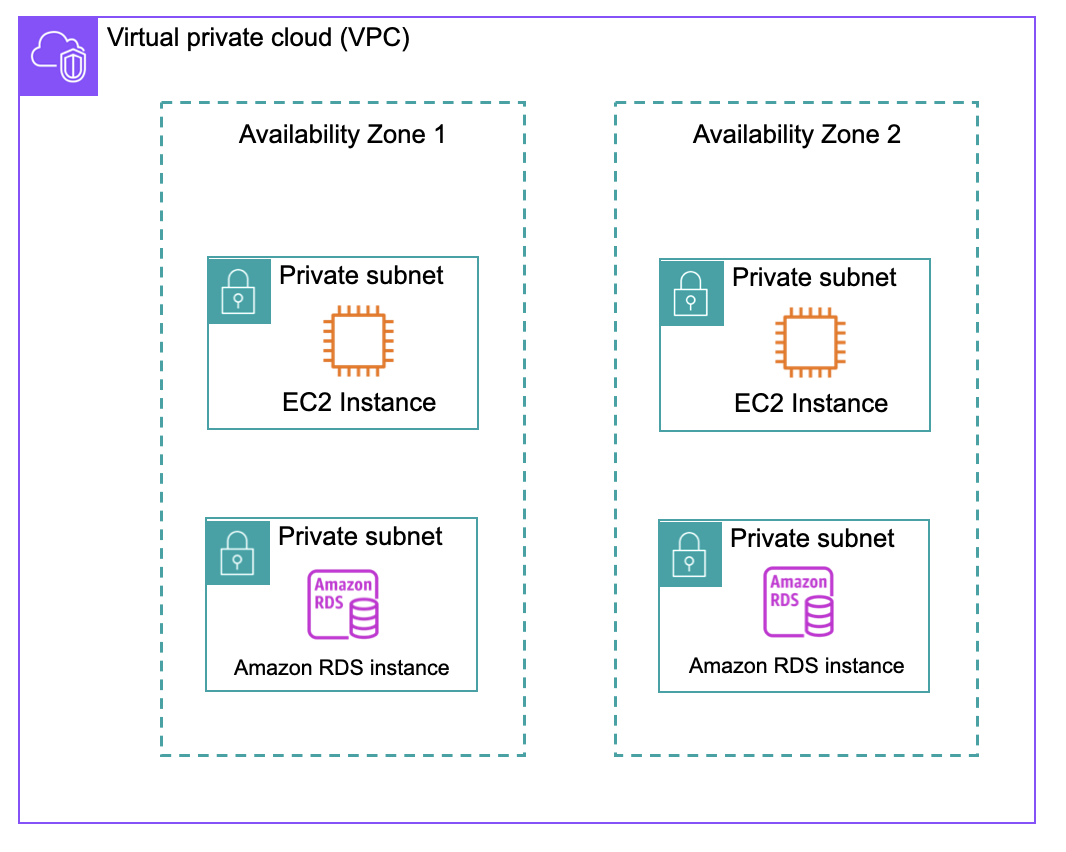 Virtual private cloud (VPC)
Availability Zone 1
Private subnet
EC2 Instance
Private subnet
Amazon
RDS
Amazon RDS instance
Availability Zone 2
Private subnet
EC2 Instance
Private subnet
Amazon
RDS
Amazon RDS instance